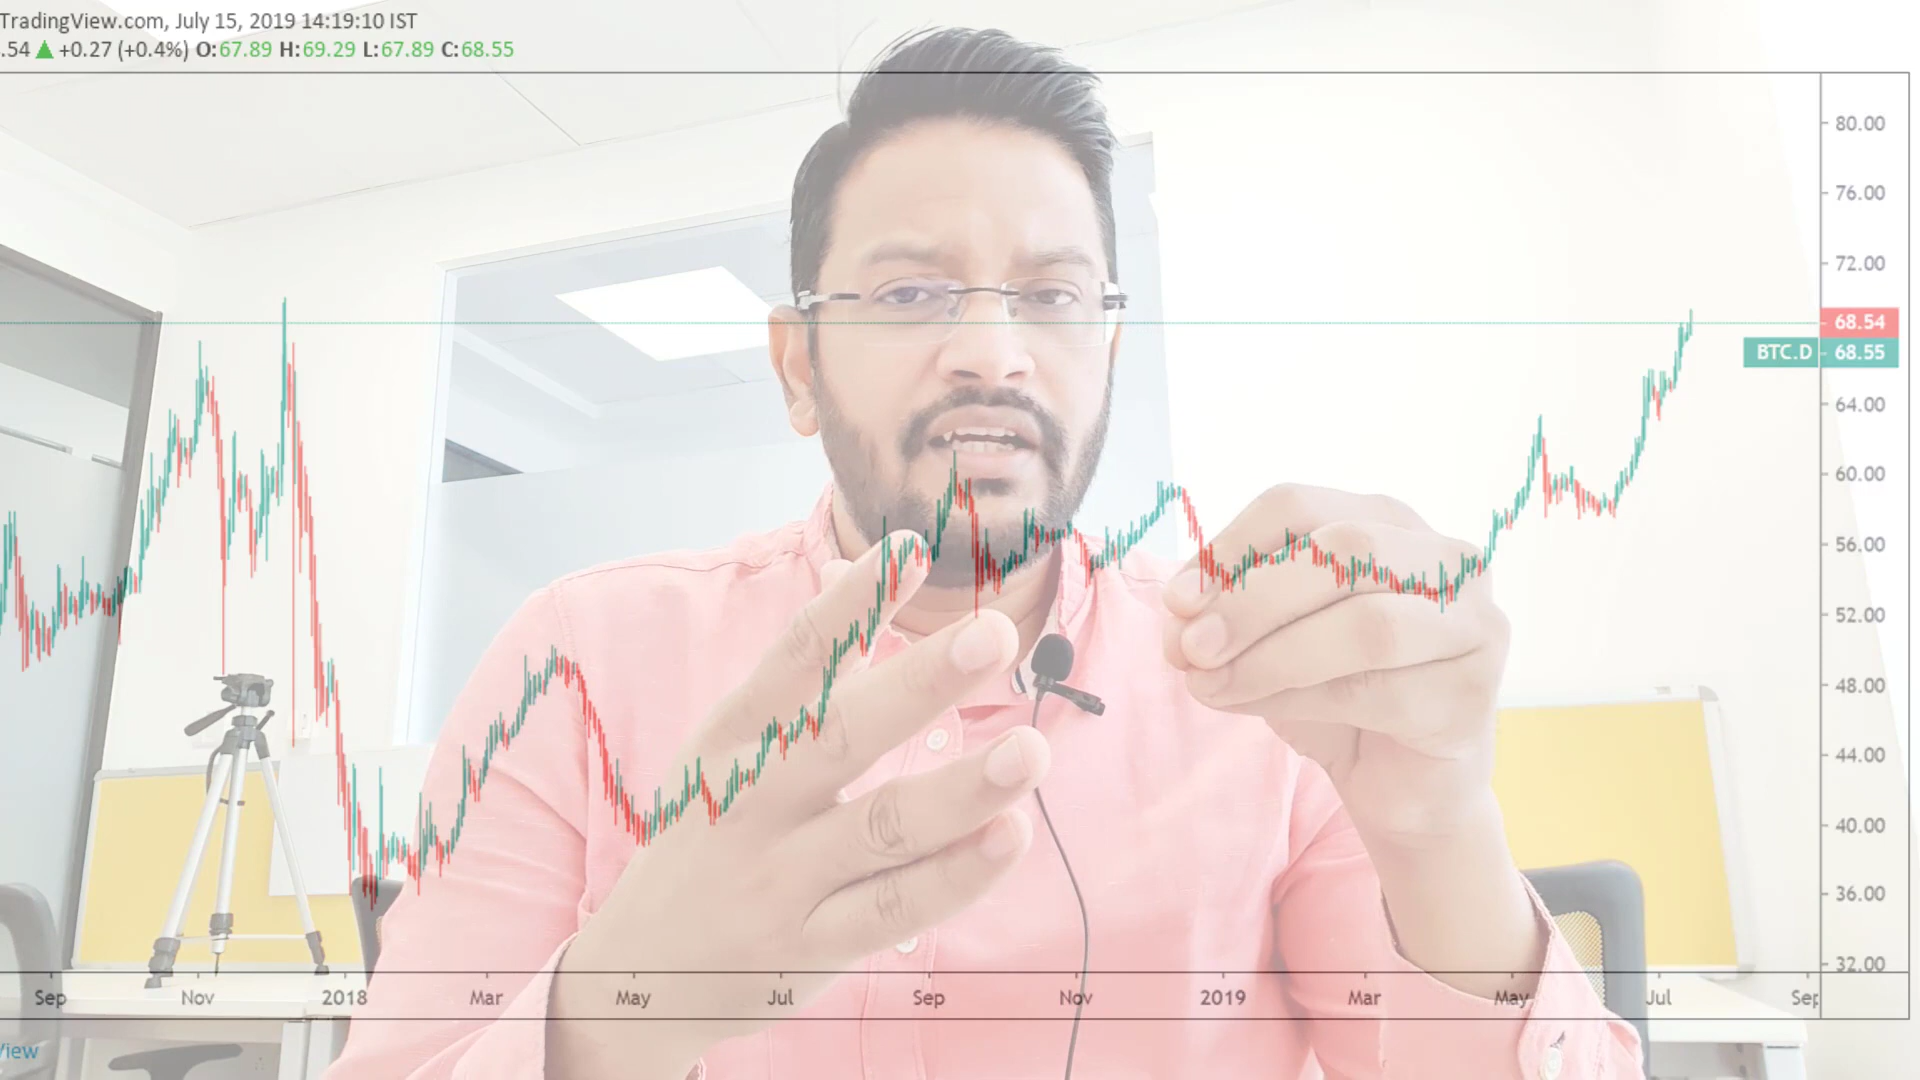 TradingView.com, July 15, 2019 14:19:10 IST
.54 ▲ +0.27 (+0.4%) O:67.89 H:69.29 L:67.89 C:68.55
80.00
76.00
72.00
68.54
BTC.D 68.55
64.00
60.00
56.00
52.00
48.00
44.00
40.00
36.00
32.00
Sep Nov 2018 Mar May Jul Sep Nov 2019 Mar May Jul Sep
View